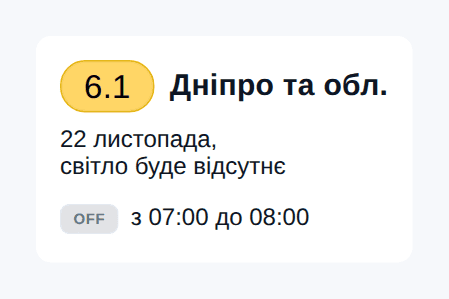 6.1 Дніпро та обл.
22 листопада,
світло буде відсутнє
OFF з 07:00 до 08:00